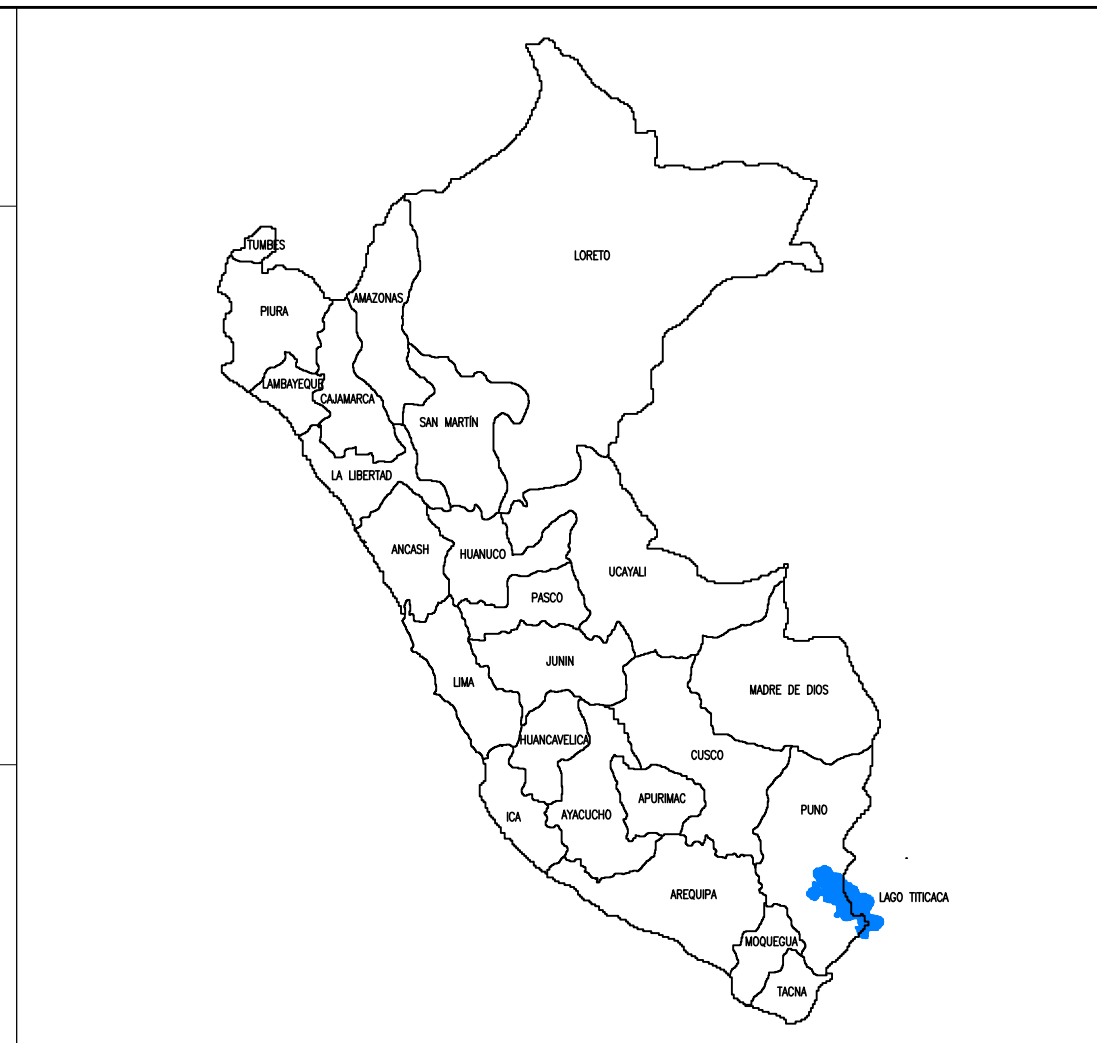 TUMBES
LORETO
AMAZONAS
PIURA
LAMBAYEQUE
CAJAMARCA
SAN MARTÍN
LA LIBERTAD
ANCASH
HUANUCO
UCAYALI
PASCO
JUNIN
LIMA
MADRE DE DIOS
HUANCAVELICA
CUSCO
APURIMAC
PUNO
ICA
AYACUCHO
AREQUIPA
LAGO TITICACA
MOQUEGUA
TACNA